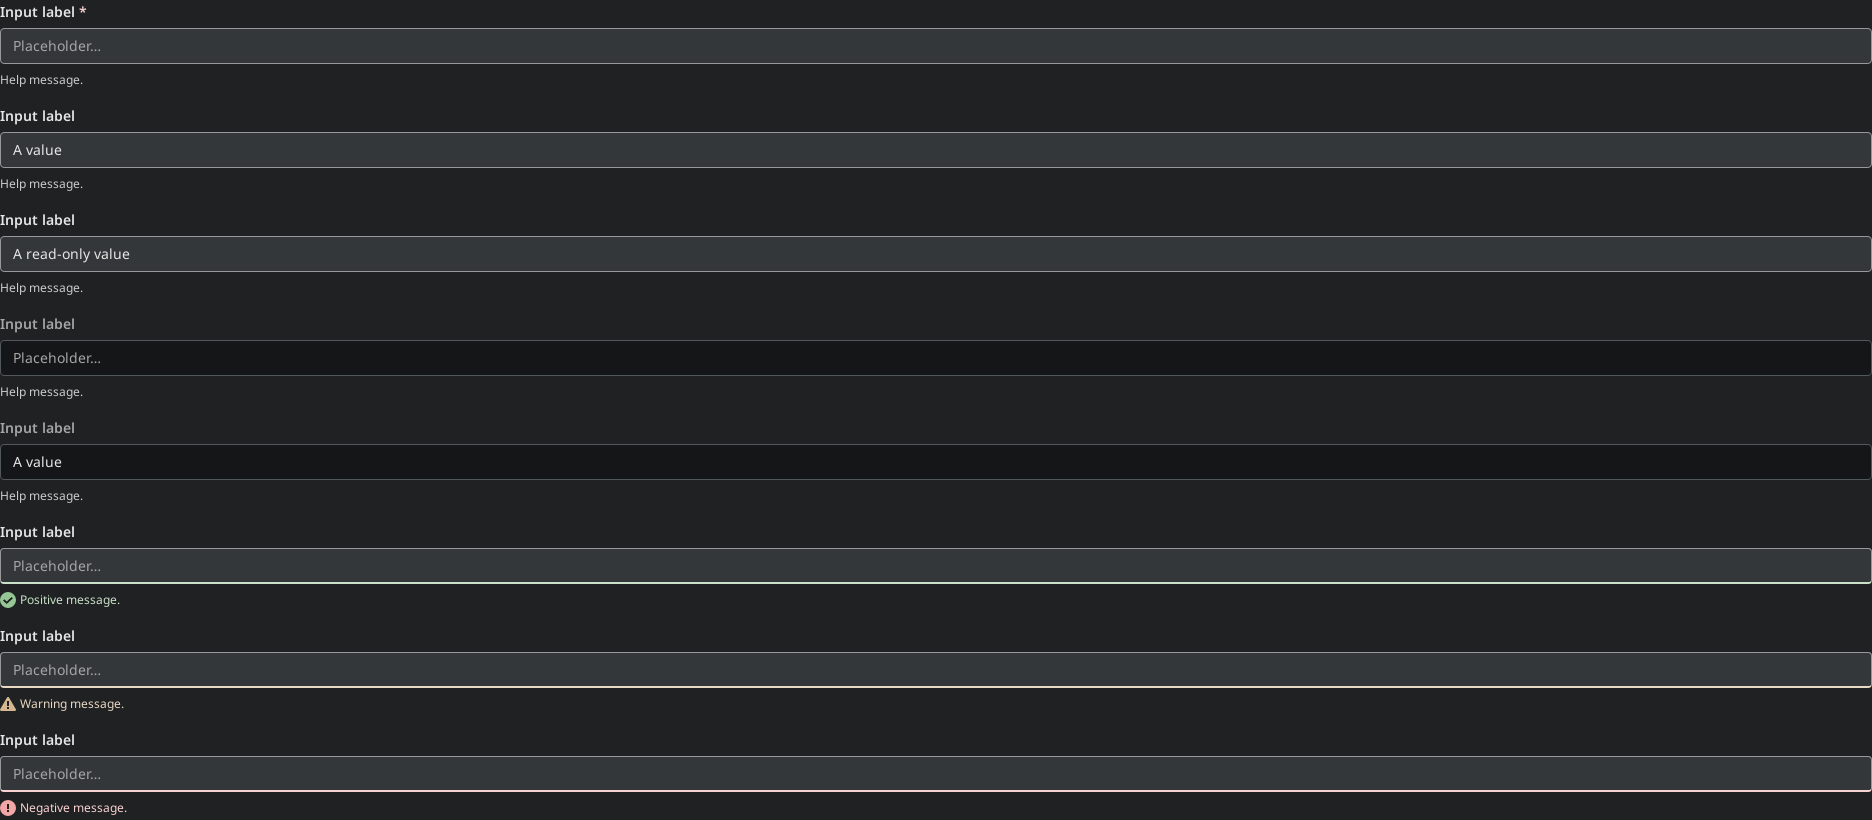 Input label *
Placeholder...
Help message.
Input label
A value
Help message.
Input label
A read-only value
Help message.
Input label
Placeholder...
Help message.
Input label
A value
Help message.
Input label
Placeholder...
Positive message.
Input label
Placeholder...
Warning message.
Input label
Placeholder...
Negative message.